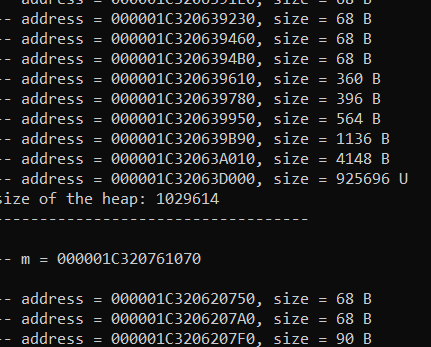 -- address = 000001C320639230, size = 68 B
-- address = 000001C320639460, size = 68 B
-- address = 000001C3206394B0, size = 68 B
-- address = 000001C320639610, size = 360 B
-- address = 000001C320639780, size = 396 B
-- address = 000001C320639950, size = 564 B
-- address = 000001C320639B90, size = 1136 B
-- address = 000001C32063A010, size = 4148 B
-- address = 000001C32063D000, size = 925696 U
size of the heap: 1029614
-----------------------------------
-- m = 000001C320761070
-- address = 000001C320620750, size = 68 B
-- address = 000001C3206207A0, size = 68 B
-- address = 000001C3206207F0, size = 90 B